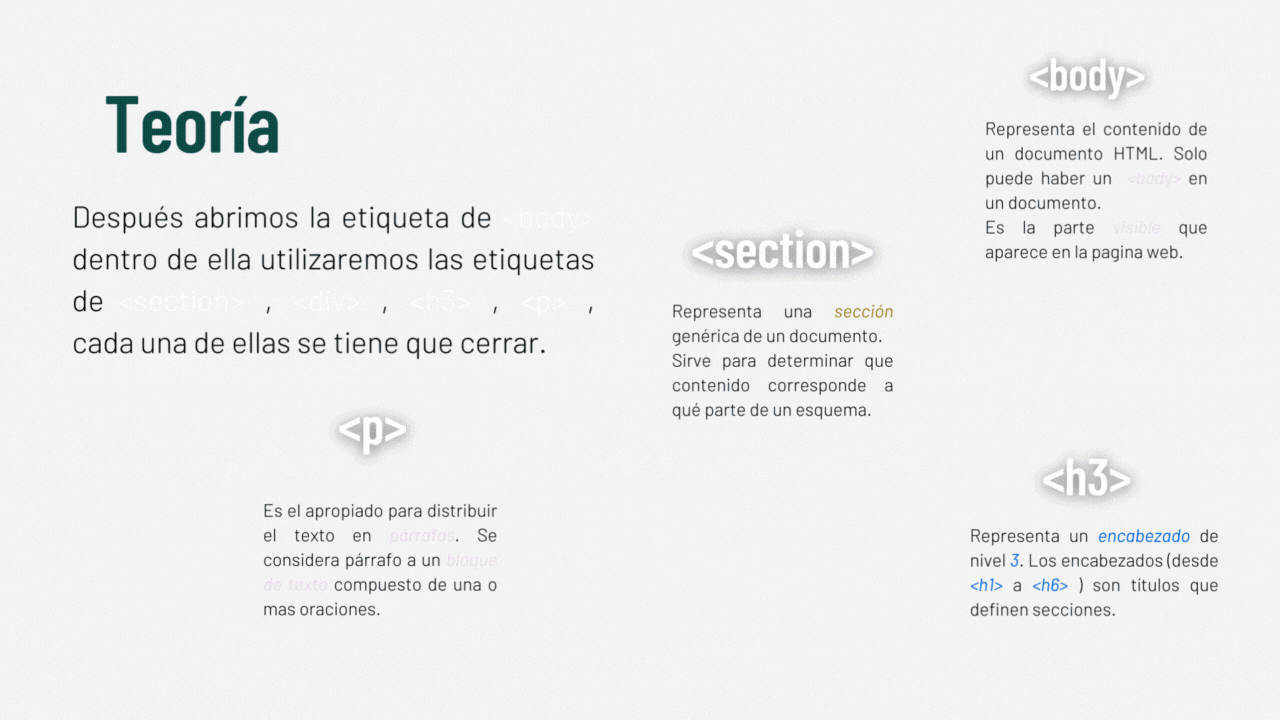 Teoría
Después abrimos la etiqueta de <body>
dentro de ella utilizaremos las etiquetas
de <section> , <div> , <h3> , <p> ,
cada una de ellas se tiene que cerrar.
<p>
Es el apropiado para distribuir
el texto en parrafos. Se
considera párrafo a un bloque
de texto compuesto de una o
mas oraciones.
<section>
Representa una sección
genérica de un documento.
Sirve para determinar que
contenido corresponde a
qué parte de un esquema.
<body>
Representa el contenido de
un documento HTML. Solo
puede haber un <body> en
un documento.
Es la parte visible que
aparece en la pagina web.
<h3>
Representa un encabezado de
nivel 3. Los encabezados (desde
<h1> a <h6> ) son títulos que
definen secciones.